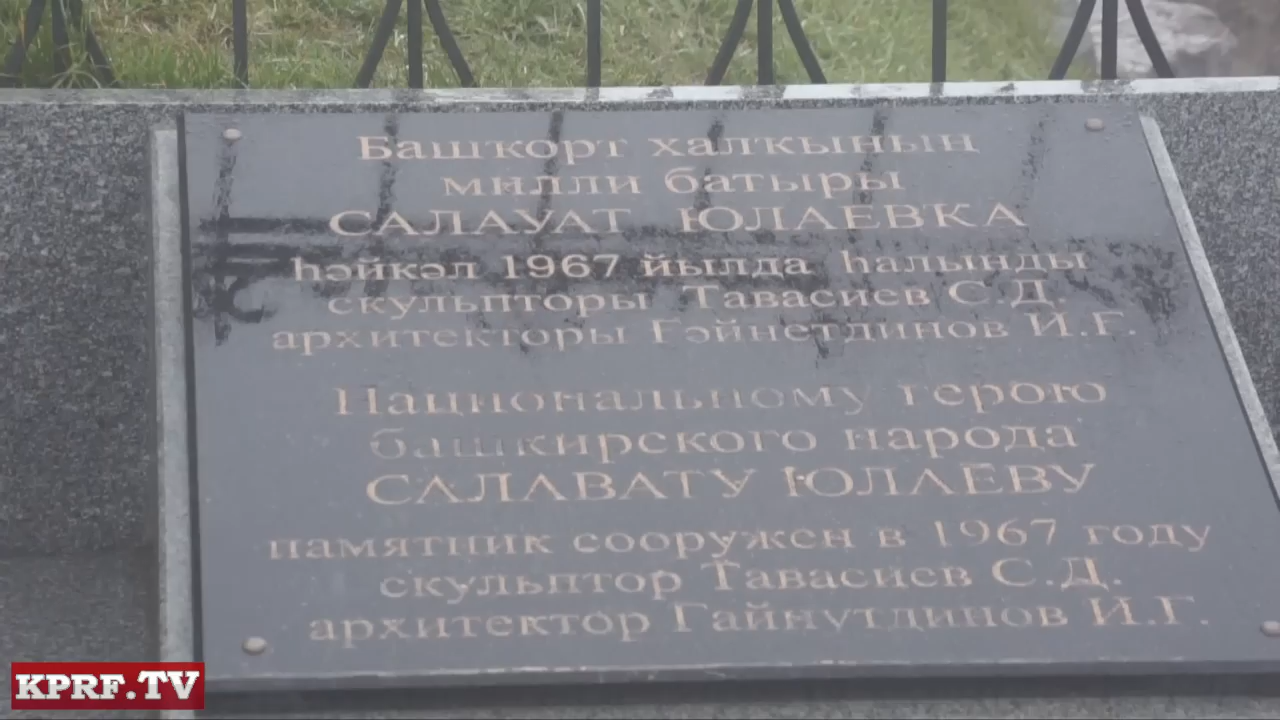 Башҡорт халҡының
милли батыры
САЛАУАТ ЮЛАЕВҠА
һәйкәл 1967 йылда һалынды
скульпторы Тавасиев С.Д.
архитекторы Гәйнетдинов И.Г.
Национальному герою
башкирского народа
САЛАВАТУ ЮЛАЕВУ
памятник сооружен в 1967 году
скульптор Тавасиев С.Д.
архитектор Гайнутдинов И.Г.
KPRF.TV